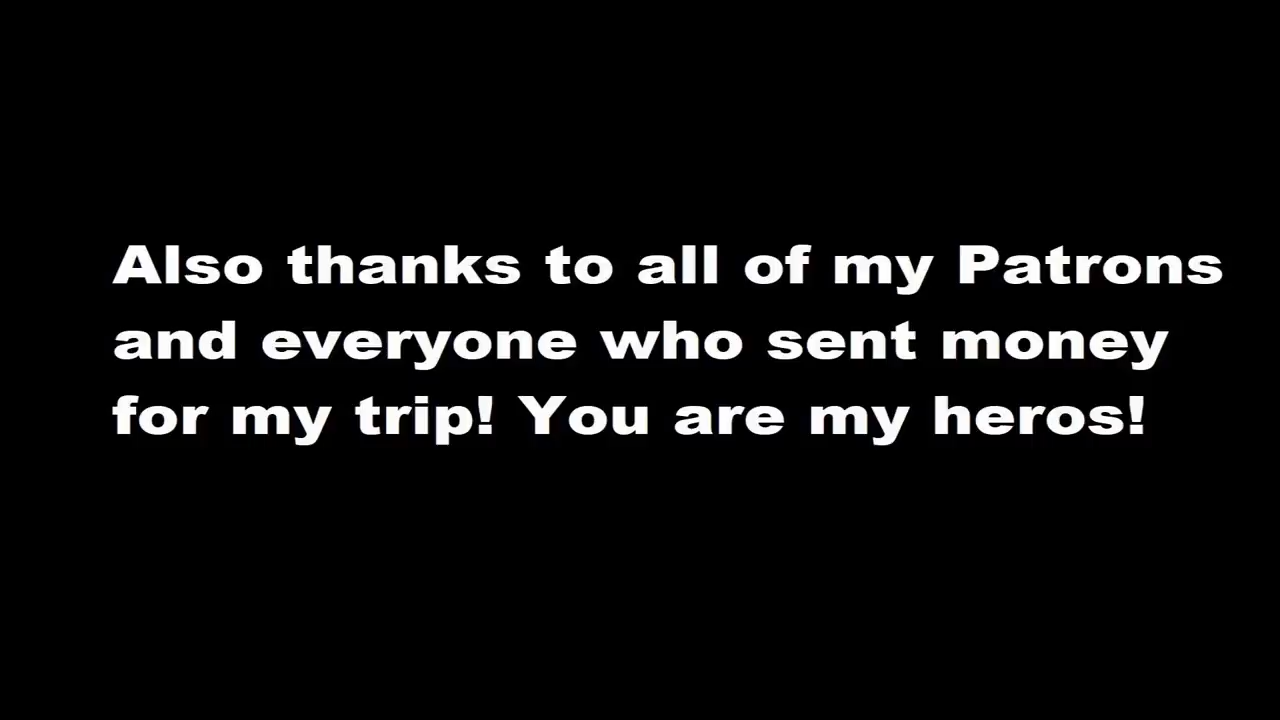 Also thanks to all of my Patrons
and everyone who sent money
for my trip! You are my heros!